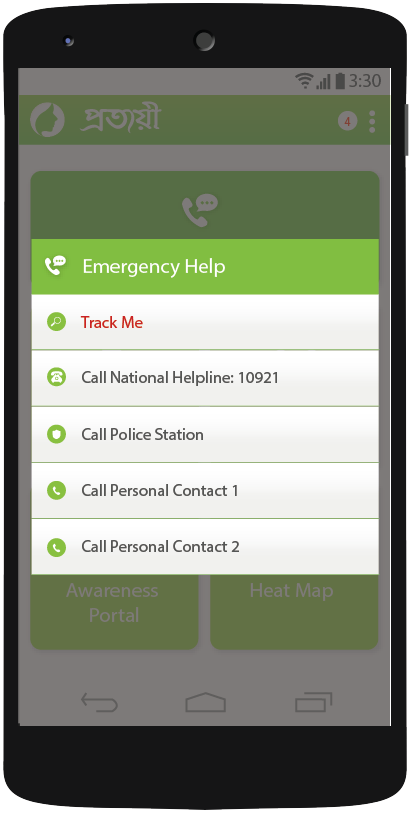 3:30
প্রত্যয়ী
4
Emergency Help
Track Me
Call National Helpline: 10921
Call Police Station
Call Personal Contact 1
Call Personal Contact 2
Awareness
Portal
Heat Map